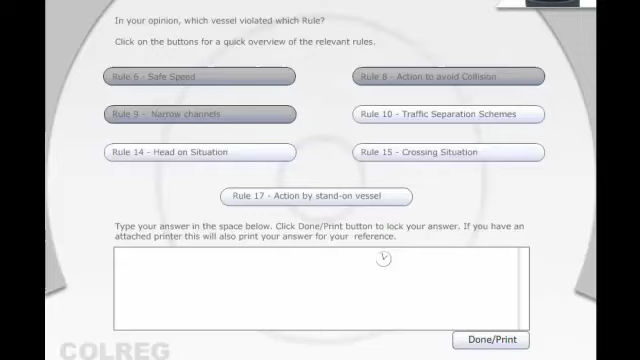 In your opinion, which vessel violated which Rule?
Click on the buttons for a quick overview of the relevant rules.
Rule 6 - Safe Speed
Rule 8 - Action to avoid Collision
Rule 9 - Narrow channels
Rule 10 - Traffic Separation Schemes
Rule 14 - Head on Situation
Rule 15 - Crossing Situation
Rule 17 - Action by stand-on vessel
Type your answer in the space below. Click Done/Print button to lock your answer. If you have an
attached printer this will also print your answer for your reference.
Done/Print
COLREG